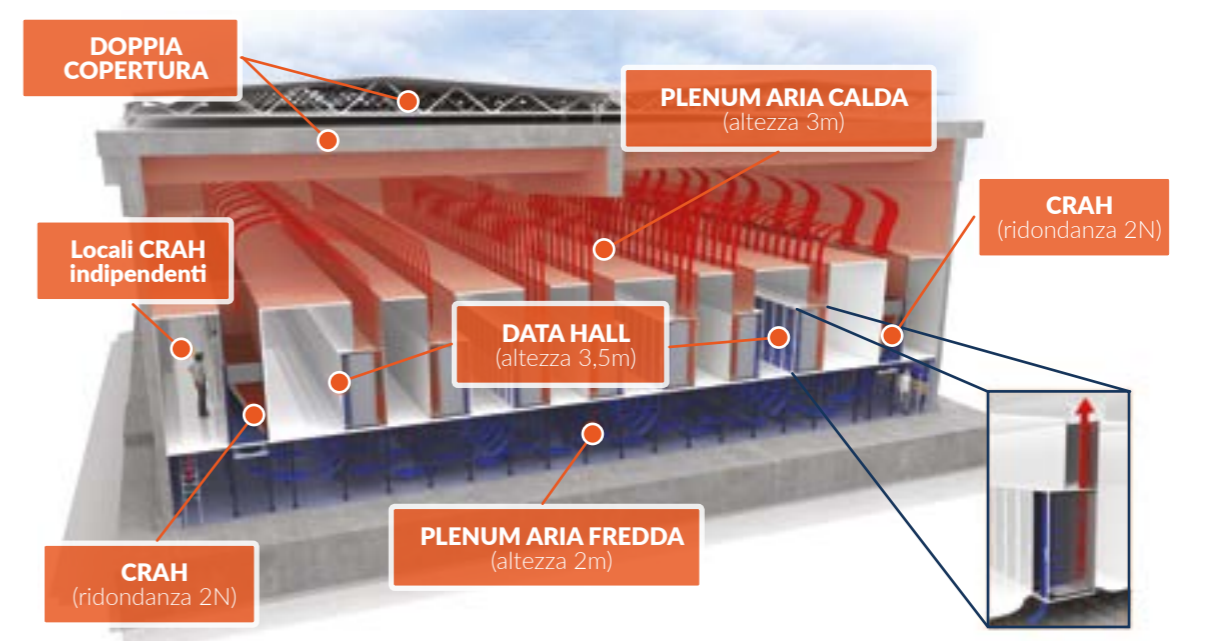 DOPPIA
COPERTURA
PLENUM ARIA CALDA
(altezza 3m)
CRAH
(ridondanza 2N)
Locali CRAH
indipendenti
DATA HALL
(altezza 3,5m)
PLENUM ARIA FREDDA
(altezza 2m)
CRAH
(ridondanza 2N)